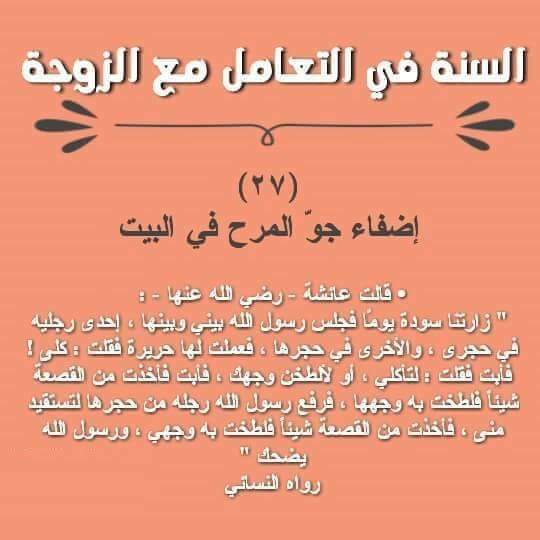 السنة في التعامل مع الزوجة
(٢٧)
إضفاء جوّ المرح في البيت
• قالت عائشة - رضي الله عنها - :
" زارتنا سودة يومًا فجلس رسول الله بيني وبينها ، إحدى رجليه
في حجرى ، والأخرى في حجرها ، فعملت لها حريرة فقلت : كلى !
فأبت فقلت : لتأكلي ، أو لألطخن وجهك ، فأبت فأخذت من القصعة
شيئاً فلطخت به وجهها ، فرفع رسول الله رجله من حجرها لتستقيد
منى ، فأخذت من القصعة شيئاً فلطخت به وجهي ، ورسول الله
يضحك "
رواه النسائي